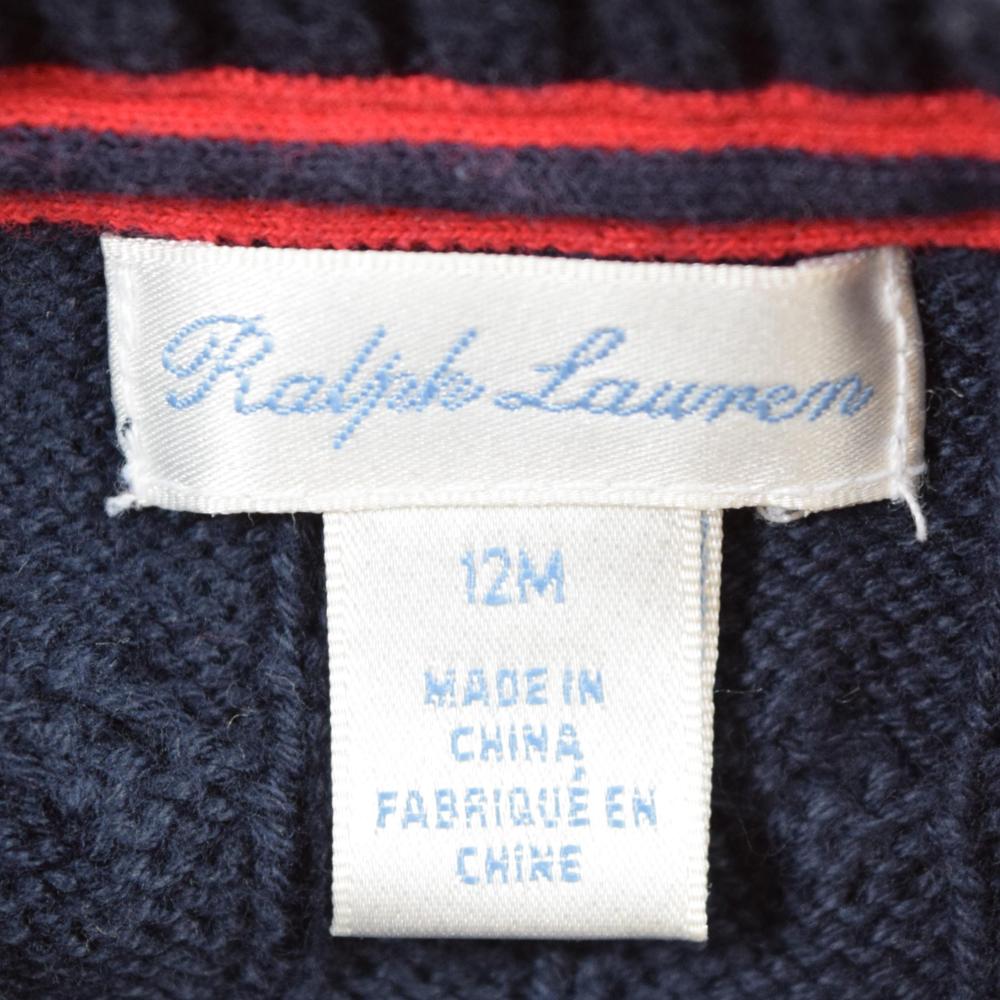 Ralph Lauren
12M
MADE IN
CHINA
FABRIQUÉ EN
CHINE